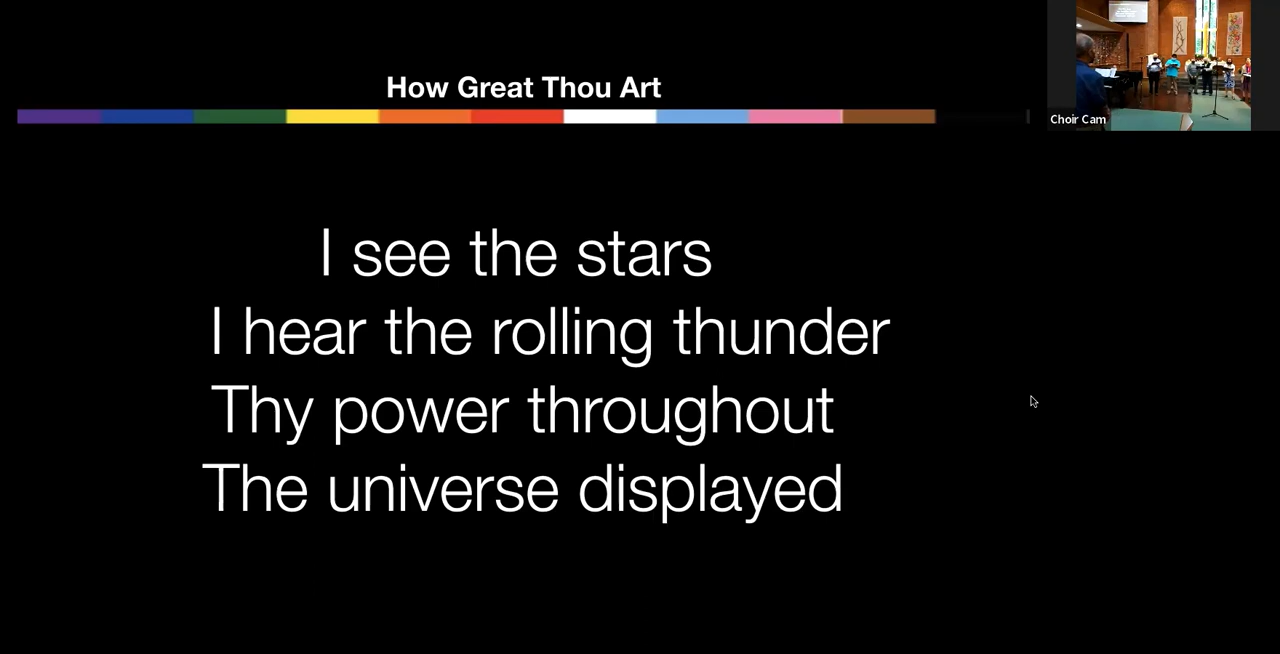 How Great Thou Art
Choir Cam
I see the stars
I hear the rolling thunder
Thy power throughout
The universe displayed